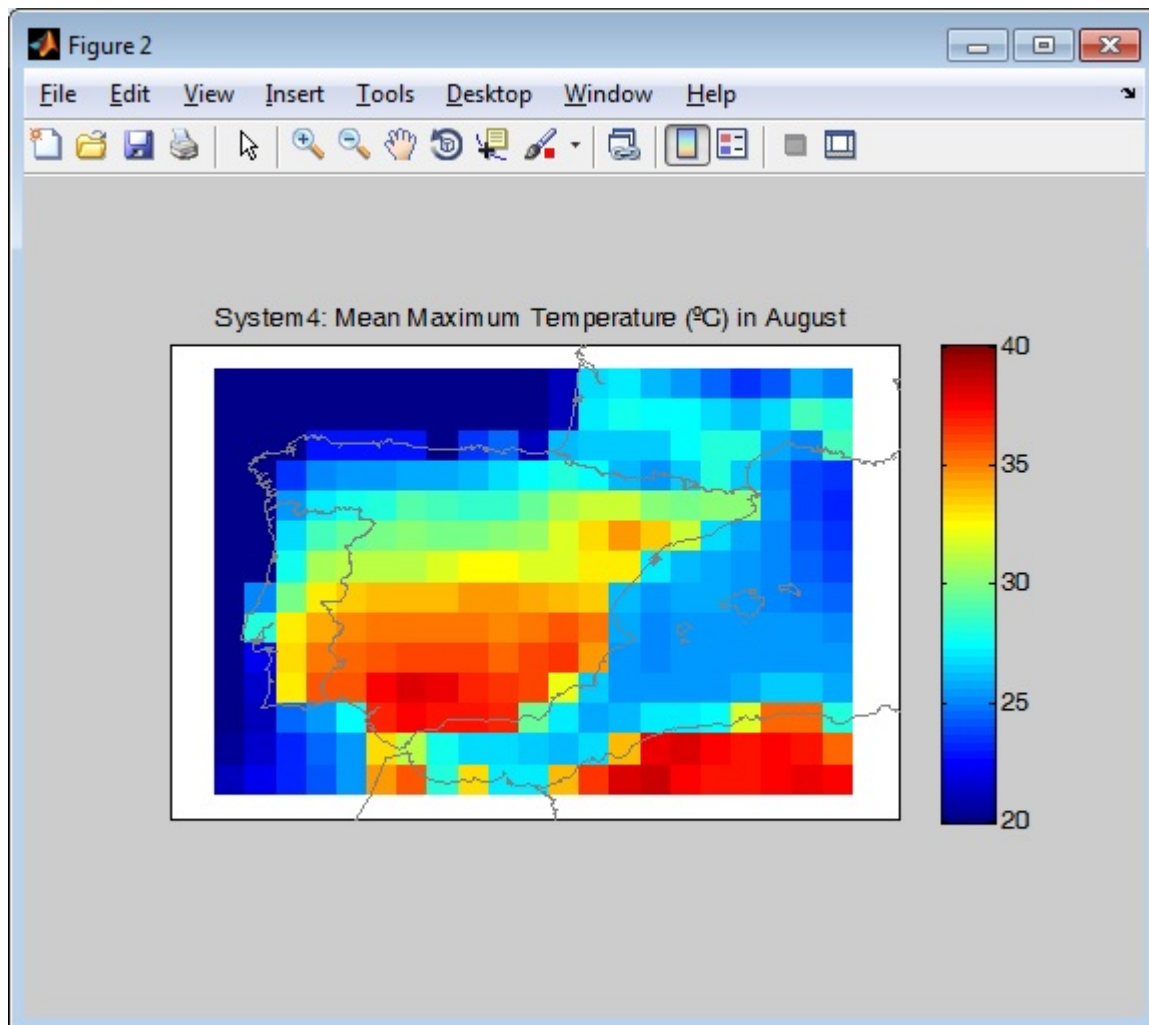 Figure 2
File Edit View Insert Tools Desktop Window Help
System4: Mean Maximum Temperature (ºC) in August
40
35
30
25
20